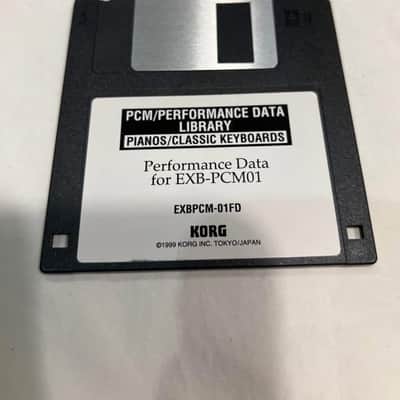 PCM/PERFORMANCE DATA
LIBRARY
PIANOS/CLASSIC KEYBOARDS
Performance Data
for EXB-PCM01
EXBPCM-01FD
KORG
©1999 KORG INC. TOKYO/JAPAN